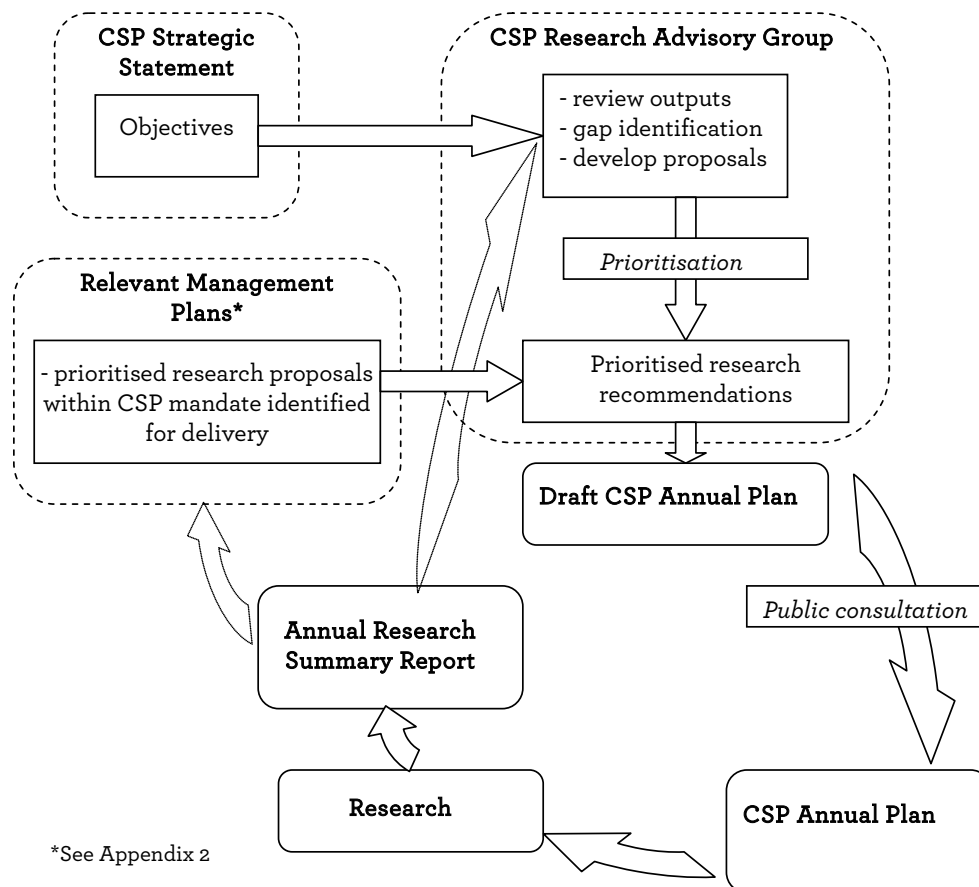 CSP Strategic
Statement
Objectives
CSP Research Advisory Group
- review outputs
- gap identification
- develop proposals
Prioritisation
Relevant Management
Plans*
- prioritised research proposals
within CSP mandate identified
for delivery
Prioritised research
recommendations
Draft CSP Annual Plan
Public consultation
Annual Research
Summary Report
Research
CSP Annual Plan
*See Appendix 2